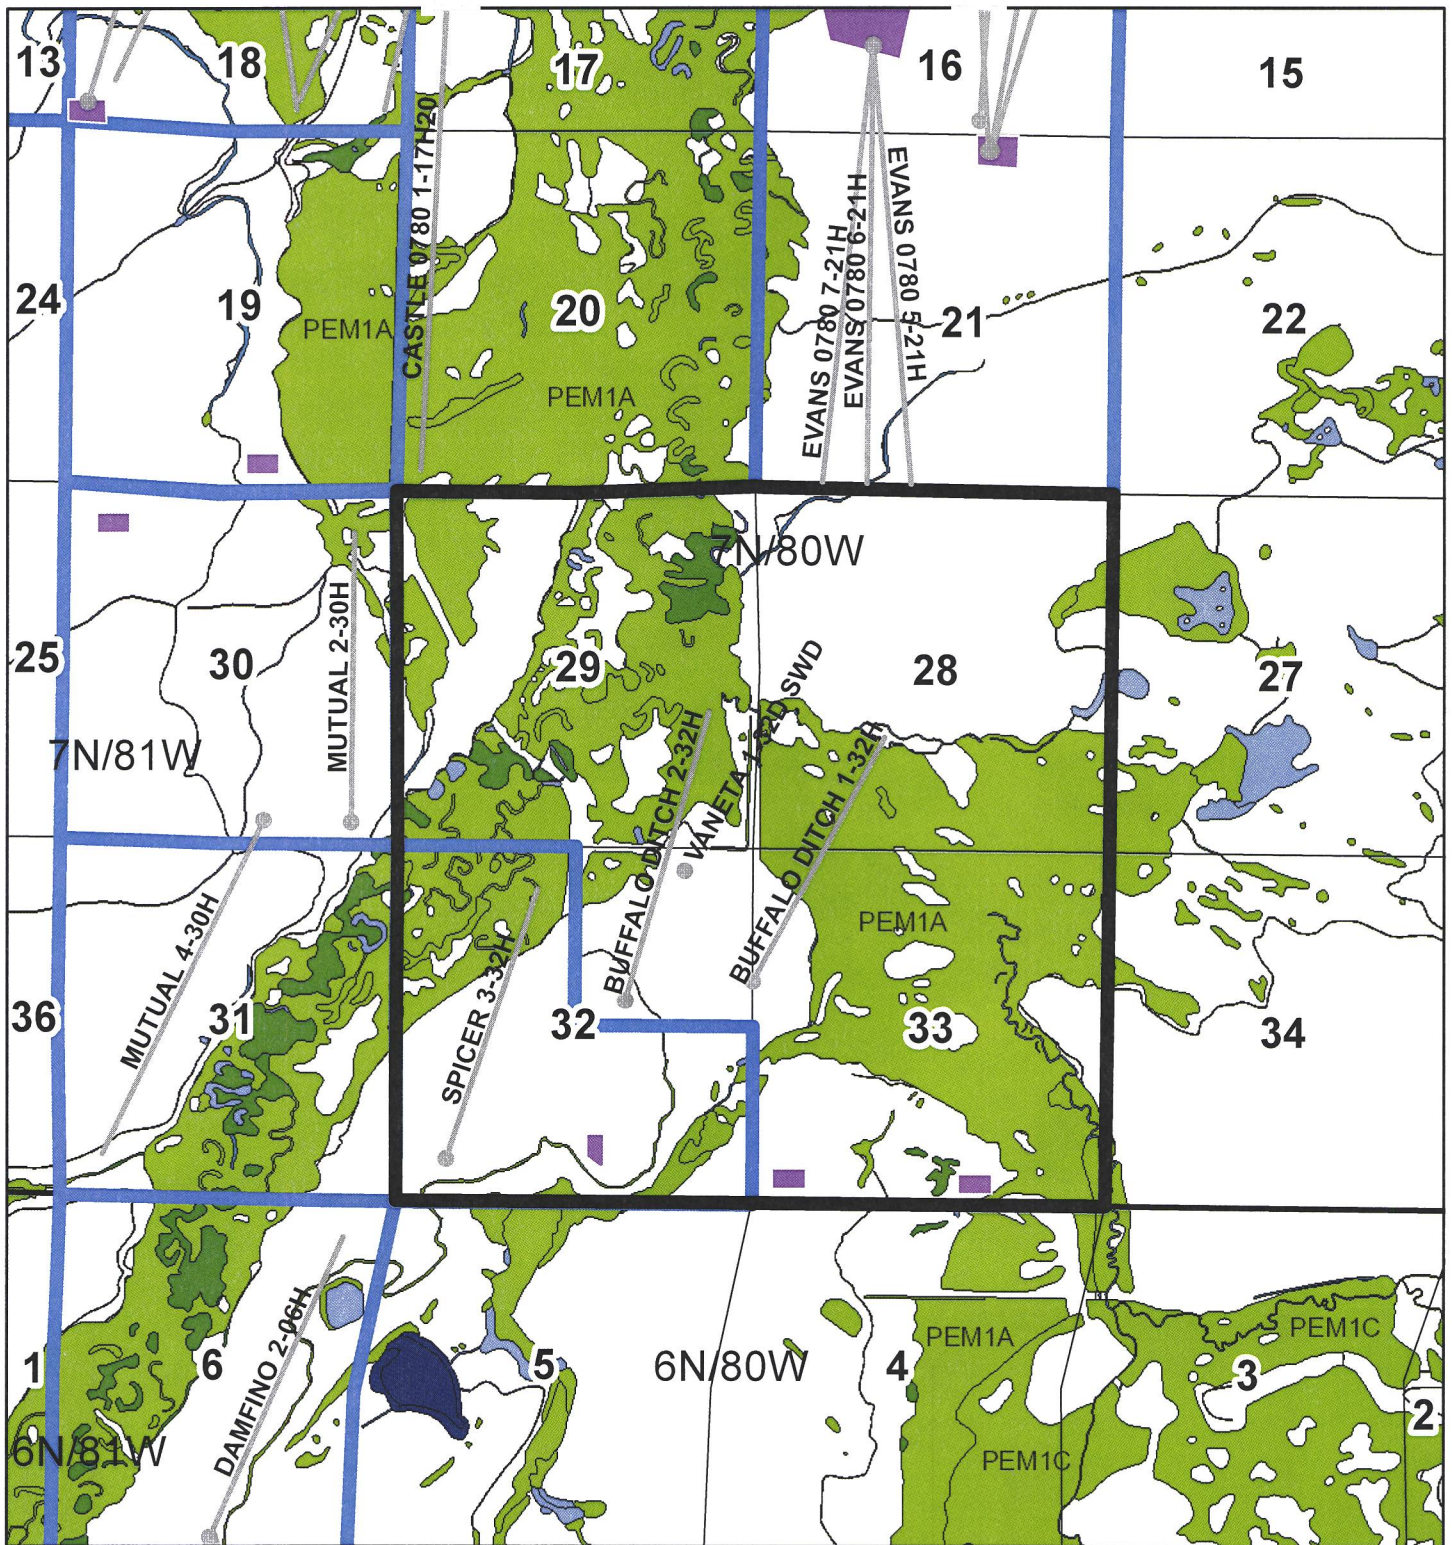 13
18
17
16
15
CASTLE 0780 1-17H20
EVANS 0780 7-21H
EVANS 0780 6-21H
EVANS 0780 5-21H
24
19
PEM1A
20
21
22
PEM1A
7N/80W
25
30
MUTUAL 2-30H
29
28
27
7N/81W
BUFFALO DITCH 2-32H
VANETA 1-32D SWD
BUFFALO DITCH 1-32H
MUTUAL 4-30H
SPICER 3-32H
PEM1A
36
31
32
33
34
1
6
DAMFINO 2-06H
5
6N/80W
4
PEM1A
PEM1C
3
2
6N/81W
PEM1C